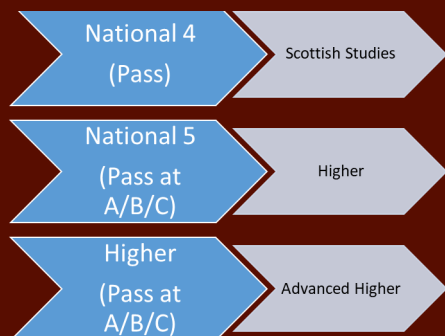 National 4
(Pass)
Scottish Studies
National 5
(Pass at
A/B/C)
Higher
Higher
(Pass at
A/B/C)
Advanced Higher